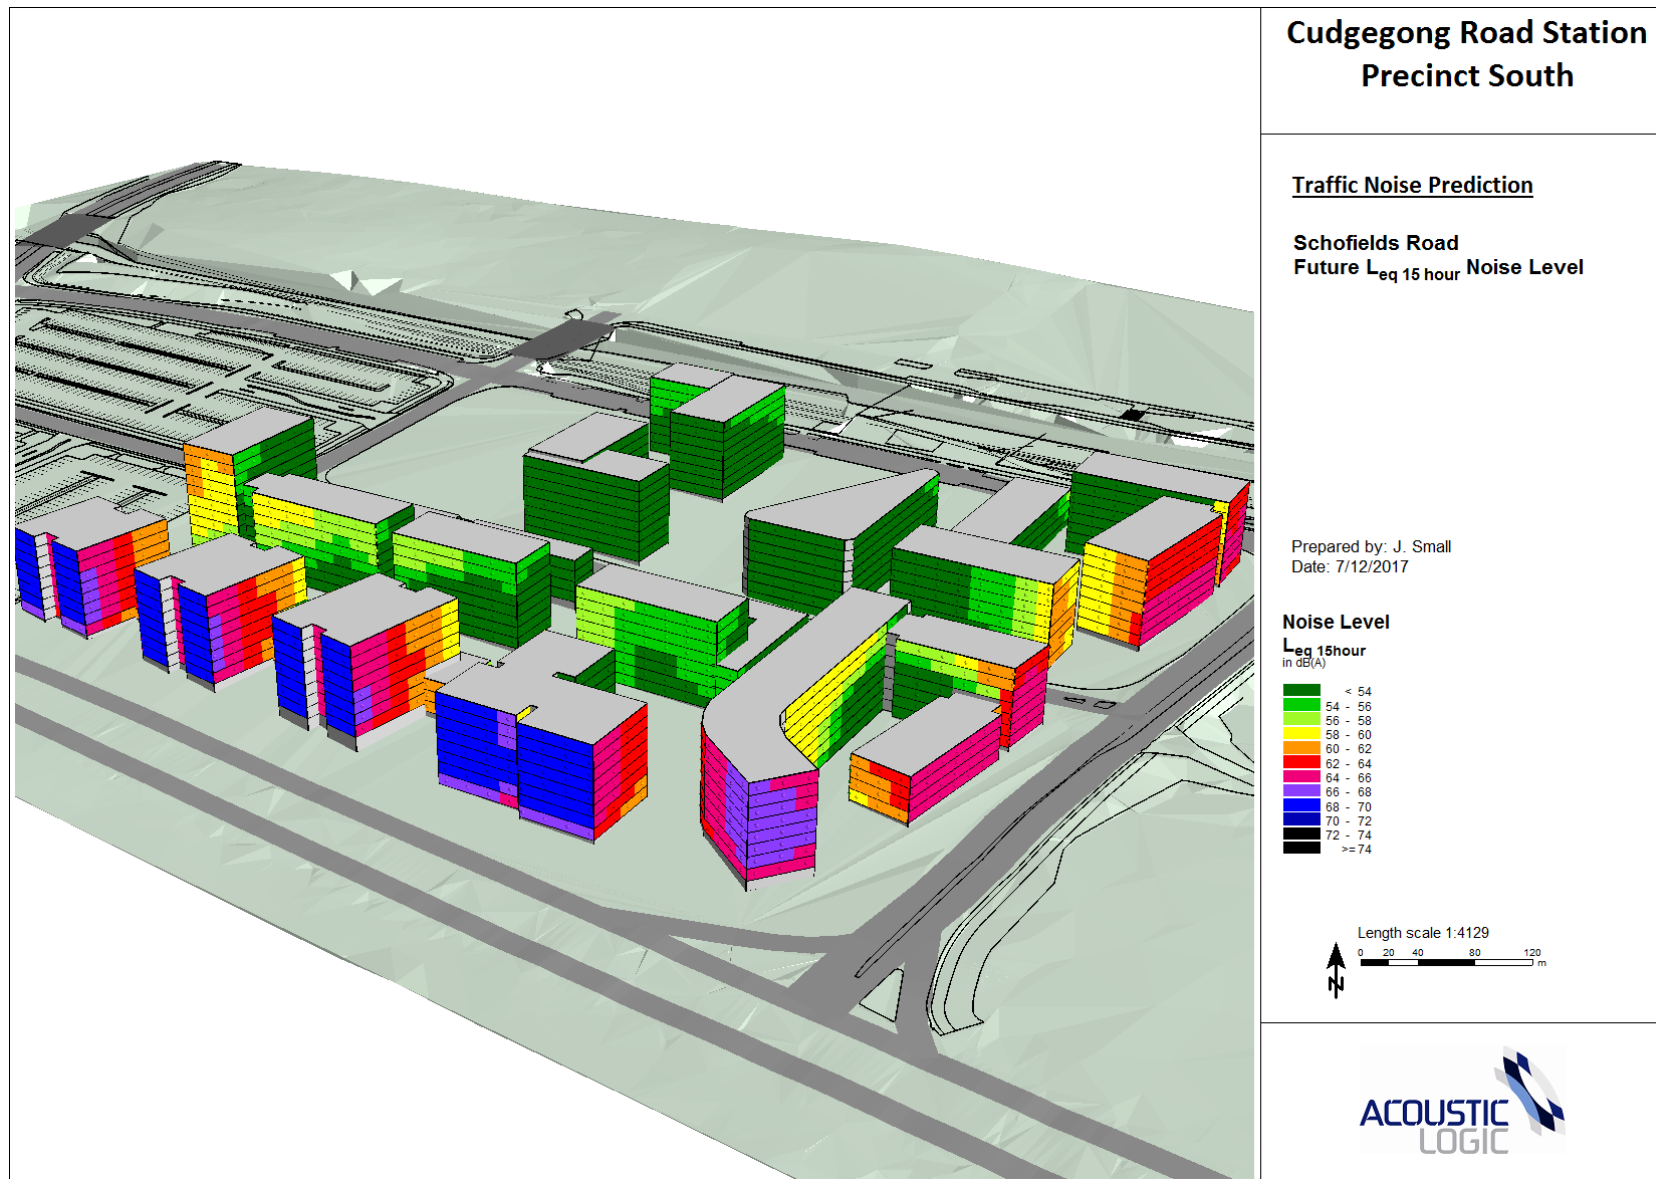 Cudgegong Road Station
Precinct South
Traffic Noise Prediction
Schofields Road
Future Leq 15 hour Noise Level
Prepared by: J. Small
Date: 7/12/2017
Noise Level
Leq 15hour
in dB(A)
< 54
54 - 56
56 - 58
58 - 60
60 - 62
62 - 64
64 - 66
66 - 68
68 - 70
70 - 72
72 - 74
>= 74
Length scale 1:4129
0 20 40 80 120
m
N
ACOUSTIC
LOGIC